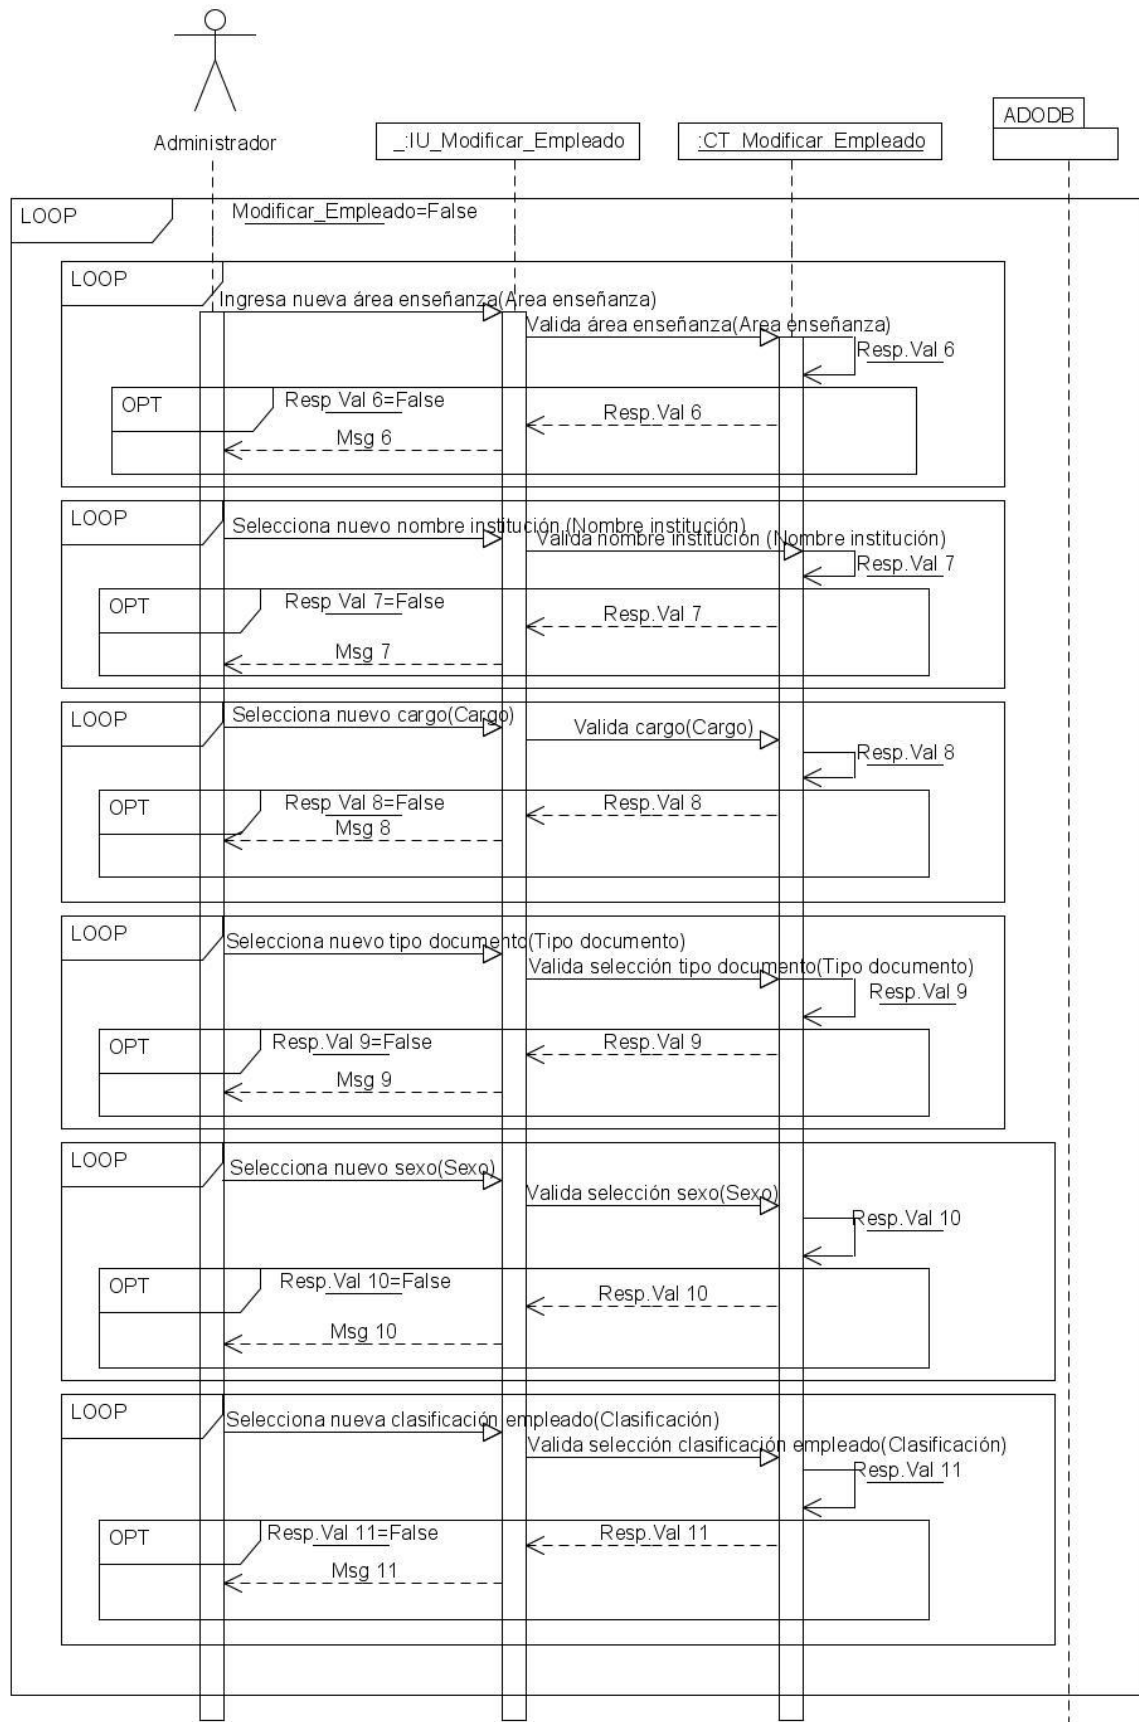 ADODB
Administrador
_:IU_Modificar_Empleado
:CT_Modificar_Empleado
LOOP
Modificar_Empleado=False
LOOP
Ingresa nueva área enseñanza(Area enseñanza)
Valida área enseñanza(Area enseñanza)
Resp.Val 6
OPT
Resp Val 6=False
Resp.Val 6
Msg 6
LOOP
Selecciona nuevo nombre institución (Nombre institución)
Valida nombre institución (Nombre institución)
Resp.Val 7
OPT
Resp Val 7=False
Resp.Val 7
Msg 7
LOOP
Selecciona nuevo cargo(Cargo)
Valida cargo(Cargo)
Resp.Val 8
OPT
Resp Val 8=False
Resp.Val 8
Msg 8
LOOP
Selecciona nuevo tipo documento(Tipo documento)
Valida selección tipo documento(Tipo documento)
Resp.Val 9
OPT
Resp.Val 9=False
Resp.Val 9
Msg 9
LOOP
Selecciona nuevo sexo(Sexo)
Valida selección sexo(Sexo)
Resp.Val 10
OPT
Resp.Val 10=False
Resp.Val 10
Msg 10
LOOP
Selecciona nueva clasificación empleado(Clasificación)
Valida selección clasificación empleado(Clasificación)
Resp.Val 11
OPT
Resp.Val 11=False
Resp.Val 11
Msg 11